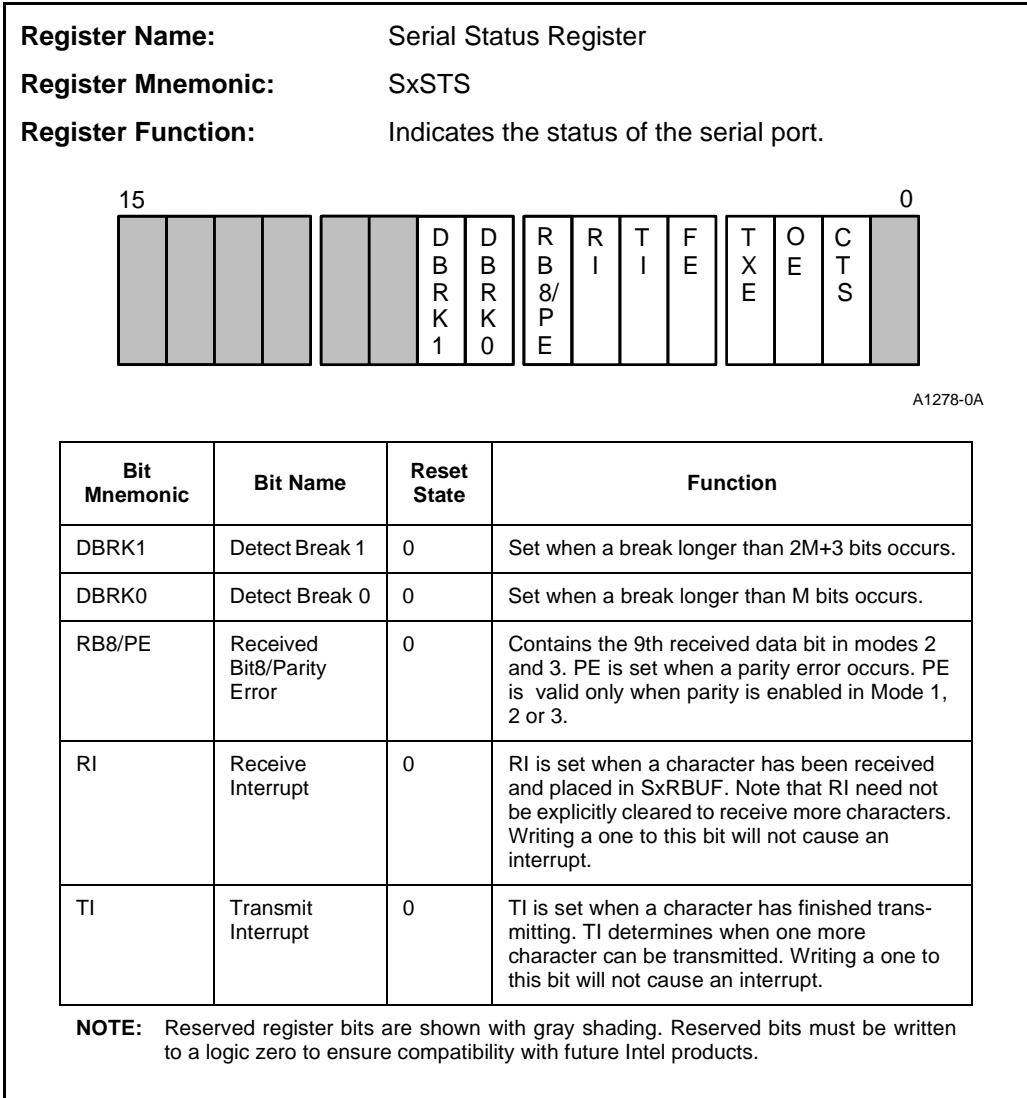 Register Name: Serial Status Register
Register Mnemonic: SxSTS
Register Function: Indicates the status of the serial port.
15 0
DBRK1 DBRK0 RB8/PE RI TI FE TXE OE CTS
A1278-0A
Bit Mnemonic Bit Name Reset State Function
DBRK1 Detect Break 1 0 Set when a break longer than 2M+3 bits occurs.
DBRK0 Detect Break 0 0 Set when a break longer than M bits occurs.
RB8/PE Received 0 Contains the 9th received data bit in modes 2
Bit8/Parity and 3. PE is set when a parity error occurs. PE
Error is valid only when parity is enabled in Mode 1,
2 or 3.
RI Receive 0 RI is set when a character has been received
Interrupt and placed in SxRBUF. Note that RI need not
be explicitly cleared to receive more characters.
Writing a one to this bit will not cause an
interrupt.
TI Transmit 0 TI is set when a character has finished trans-
Interrupt mitting. TI determines when one more
character can be transmitted. Writing a one to
this bit will not cause an interrupt.
NOTE: Reserved register bits are shown with gray shading. Reserved bits must be written
to a logic zero to ensure compatibility with future Intel products.